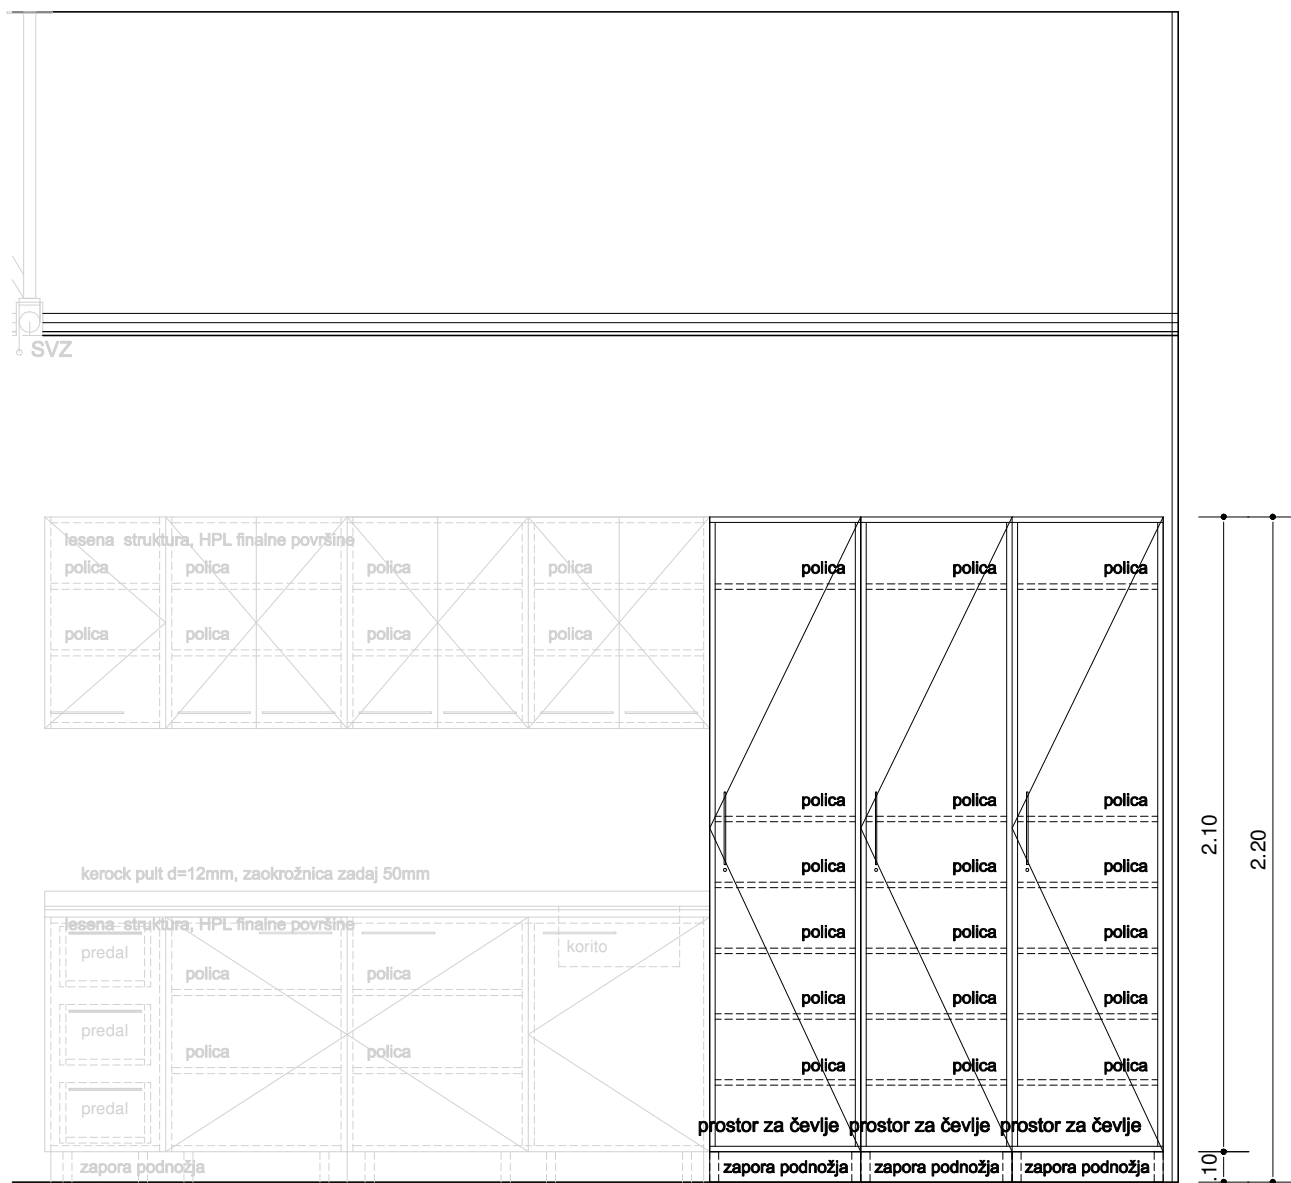 SVZ
lesena struktura, HPL finalne površine
polica polica polica polica polica polica polica
polica polica polica polica
polica polica polica
2.10
2.20
kerock pult d=12mm, zaokrožnica zadaj 50mm
polica polica polica
lesena struktura, HPL finalne površine
polica polica polica
predal
korito
polica polica
polica polica polica
predal
polica polica
polica polica polica
predal
prostor za čevlje prostor za čevlje prostor za čevlje
zapora podnožja zapora podnožja zapora podnožja zapora podnožja
.10